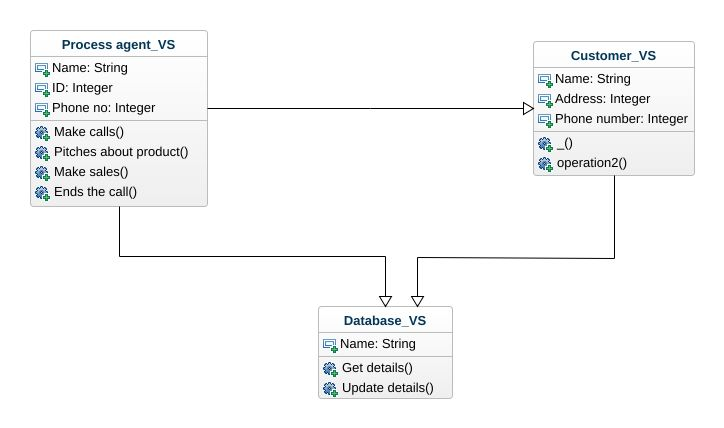 Process agent_VS
Name: String
ID: Integer
Phone no: Integer
Make calls()
Pitches about product()
Make sales()
Ends the call()
Customer_VS
Name: String
Address: Integer
Phone number: Integer
_()
operation2()
Database_VS
Name: String
Get details()
Update details()